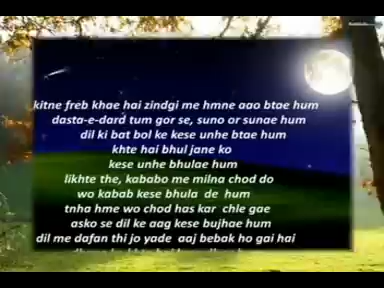 kitne freb khae hai zindgi me hmne aao btae hum
dasta-e-dard tum gor se, suno or sunae hum
dil ki bat bol ke kese unhe btae hum
khte hai bhul jane ko
kese unhe bhulae hum
likhte the, kababo me milna chod do
wo kabab kese bhula de hum
tnha hme wo chod has kar chle gae
asko se dil ke aag kese bujhae hum
dil me dafan thi jo yade aaj bebak ho gai hai